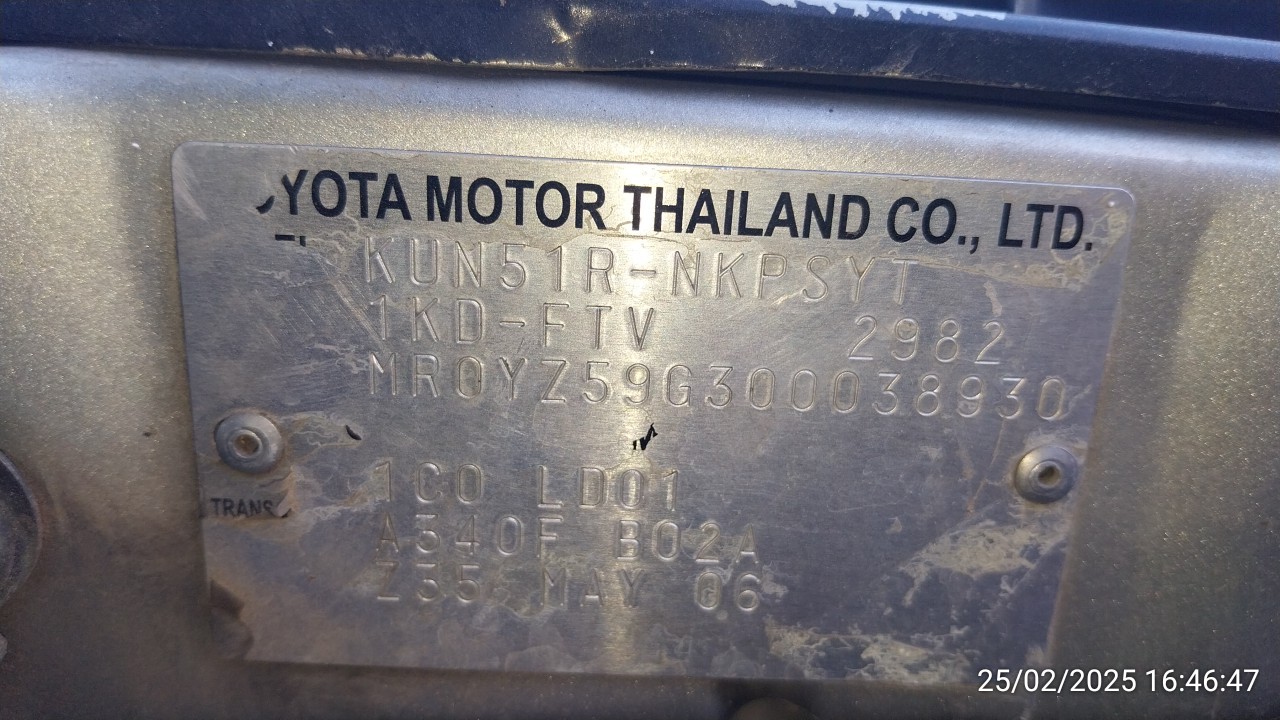 OYOTA MOTOR THAILAND CO., LTD.
KUN51R-NKPSYT
1KD-FTV 2982
MR0YZ59G300038930
1C0 LD01
TRANS
A340F B02A
Z35 MAY 06
25/02/2025 16:46:47